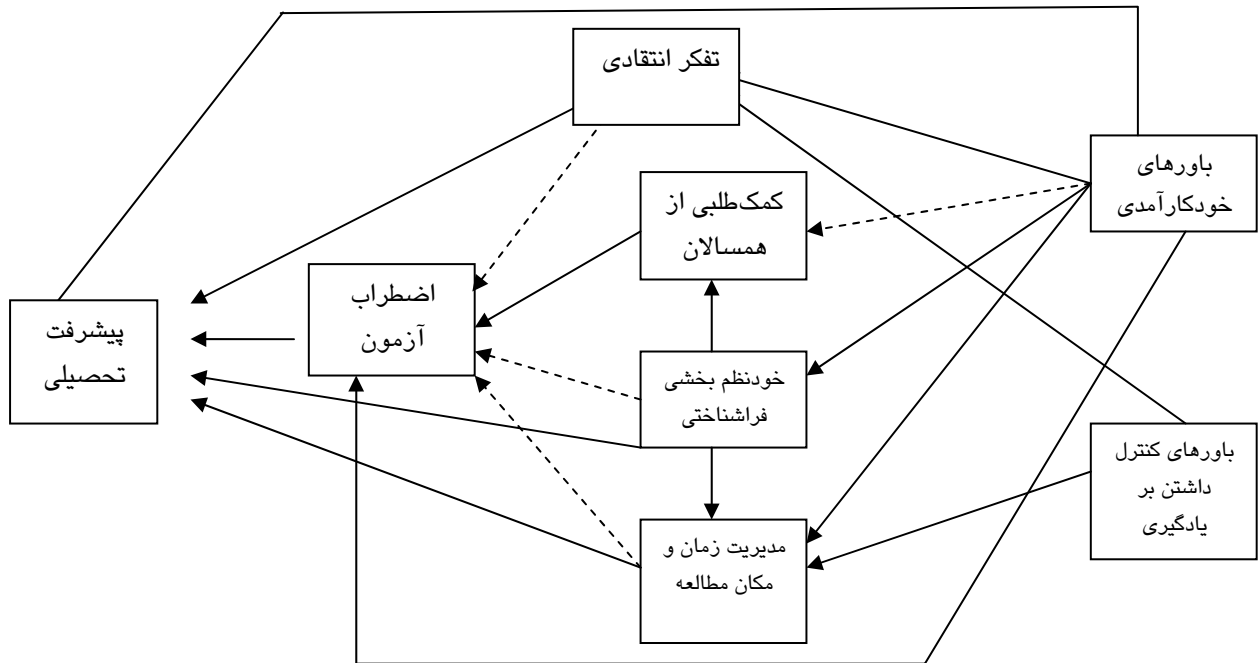 تفکر انتقادی
باورهای
خودکارآمدی
کمک‌طلبی از
همسالان
اضطراب
آزمون
پیشرفت
تحصیلی
خودنظم بخشی
فراشناختی
باورهای کنترل
داشتن بر
یادگیری
مدیریت زمان و
مکان مطالعه